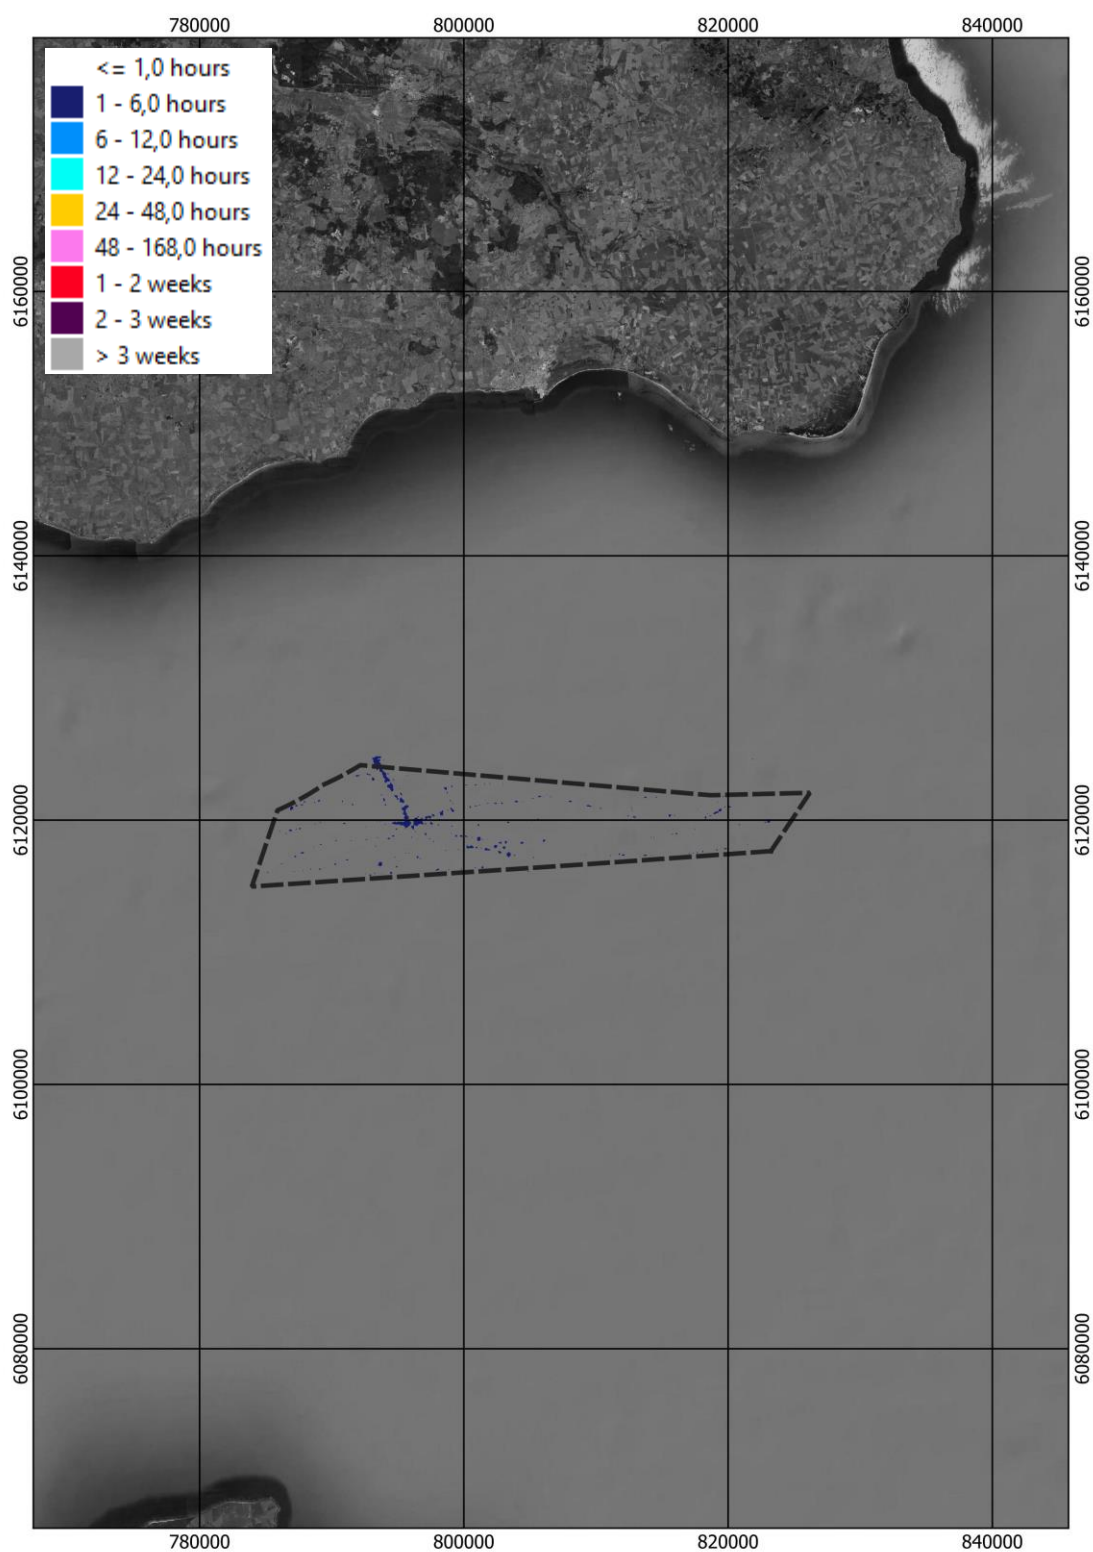 780000 800000 820000 840000
<= 1,0 hours
1 - 6,0 hours
6 - 12,0 hours
12 - 24,0 hours
24 - 48,0 hours
48 - 168,0 hours
1 - 2 weeks
2 - 3 weeks
> 3 weeks
6160000 6160000
6140000 6140000
6120000 6120000
6100000 6100000
6080000 6080000
780000 800000 820000 840000